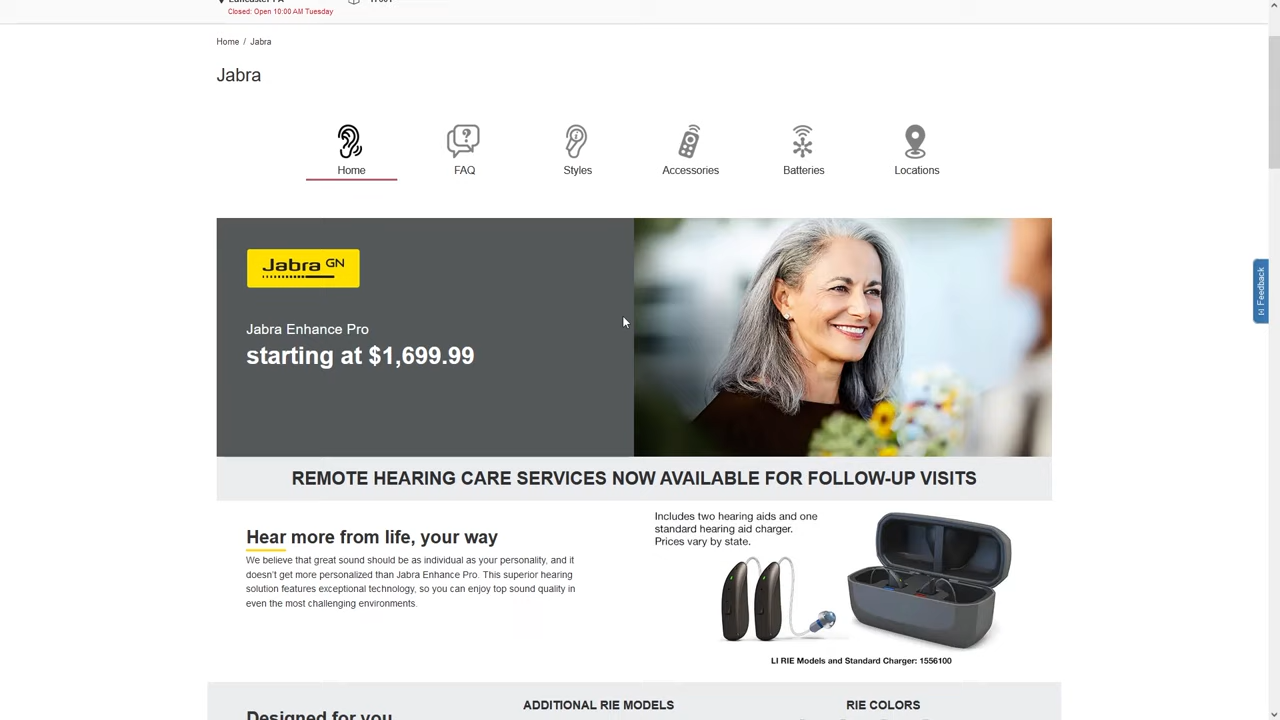 Lancaster PA
17601
Closed: Open 10:00 AM Tuesday
Home / Jabra
Jabra
Home
FAQ
Styles
Accessories
Batteries
Locations
Jabra GN
Jabra Enhance Pro
starting at $1,699.99
Feedback
REMOTE HEARING CARE SERVICES NOW AVAILABLE FOR FOLLOW-UP VISITS
Hear more from life, your way
We believe that great sound should be as individual as your personality, and it
doesn't get more personalized than Jabra Enhance Pro. This superior hearing
solution features exceptional technology, so you can enjoy top sound quality in
even the most challenging environments.
Includes two hearing aids and one
standard hearing aid charger.
Prices vary by state.
LI RIE Models and Standard Charger: 1556100
Designed for you
ADDITIONAL RIE MODELS
RIE COLORS